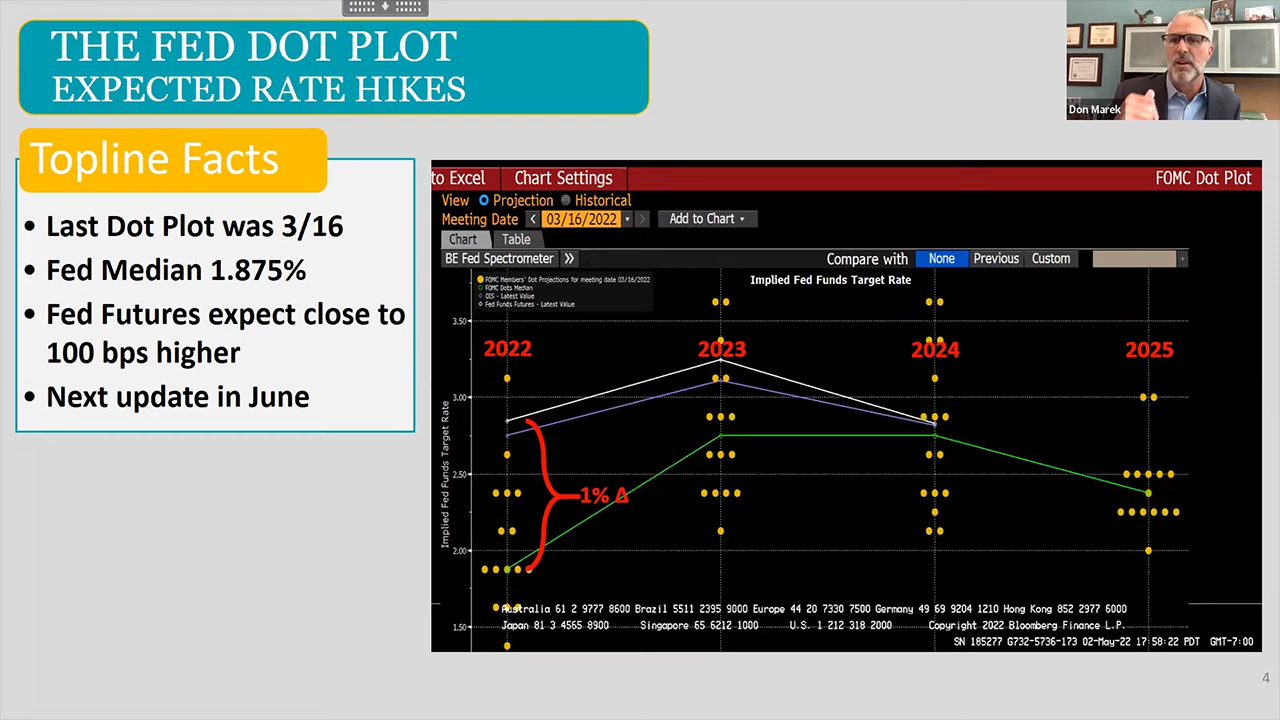 THE FED DOT PLOT
EXPECTED RATE HIKES
Don Marek
Topline Facts
• Last Dot Plot was 3/16
• Fed Median 1.875%
• Fed Futures expect close to
100 bps higher
• Next update in June
to Excel Chart Settings FOMC Dot Plot
View Projection Historical
Meeting Date < 03/16/2022 > Add to Chart
Chart Table
BE Fed Spectrometer » Compare with None Previous Custom
FOMC Members' Dot Projections for meeting date 03/16/2022
FOMC Dots Median
OIS - Latest Value
Fed Funds Futures - Latest Value
Implied Fed Funds Target Rate
3.50
2022 2023 2024 2025
3.00
Implied Fed Funds Target Rate
2.50
1% Δ
2.00
Australia 61 2 9777 8600 Brazil 5511 2395 9000 Europe 44 20 7330 7500 Germany 49 69 9204 1210 Hong Kong 852 2977 6000
1.50
Japan 81 3 4565 8900 Singapore 65 6212 1000 U.S. 1 212 318 2000 Copyright 2022 Bloomberg Finance L.P.
SN 185277 G732-5736-173 02-May-22 17:58:22 PDT GMT-7:00
4